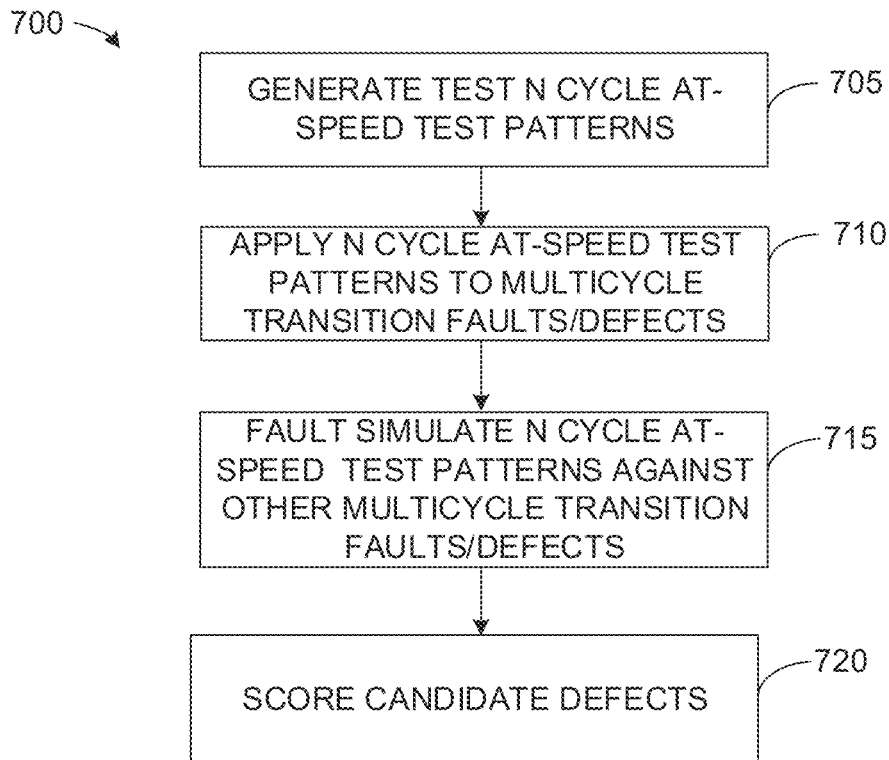 700
GENERATE TEST N CYCLE AT-
SPEED TEST PATTERNS
705
APPLY N CYCLE AT-SPEED TEST
PATTERNS TO MULTICYCLE
TRANSITION FAULTS/DEFECTS
710
FAULT SIMULATE N CYCLE AT-
SPEED TEST PATTERNS AGAINST
OTHER MULTICYCLE TRANSITION
FAULTS/DEFECTS
715
SCORE CANDIDATE DEFECTS
720